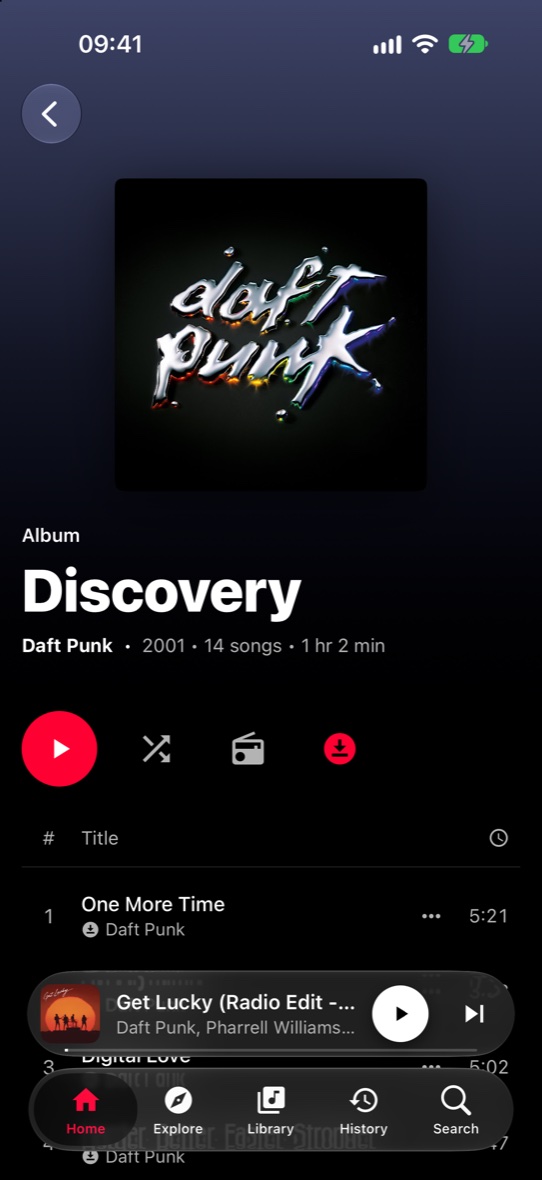 09:41
daft
punk
Album
Discovery
Daft Punk • 2001 • 14 songs • 1 hr 2 min
# Title
1 One More Time 5:21
Daft Punk
Get Lucky (Radio Edit -...
Daft Punk, Pharrell Williams...
3 Digital Love 5:02
Home Explore Library History Search
Daft Punk